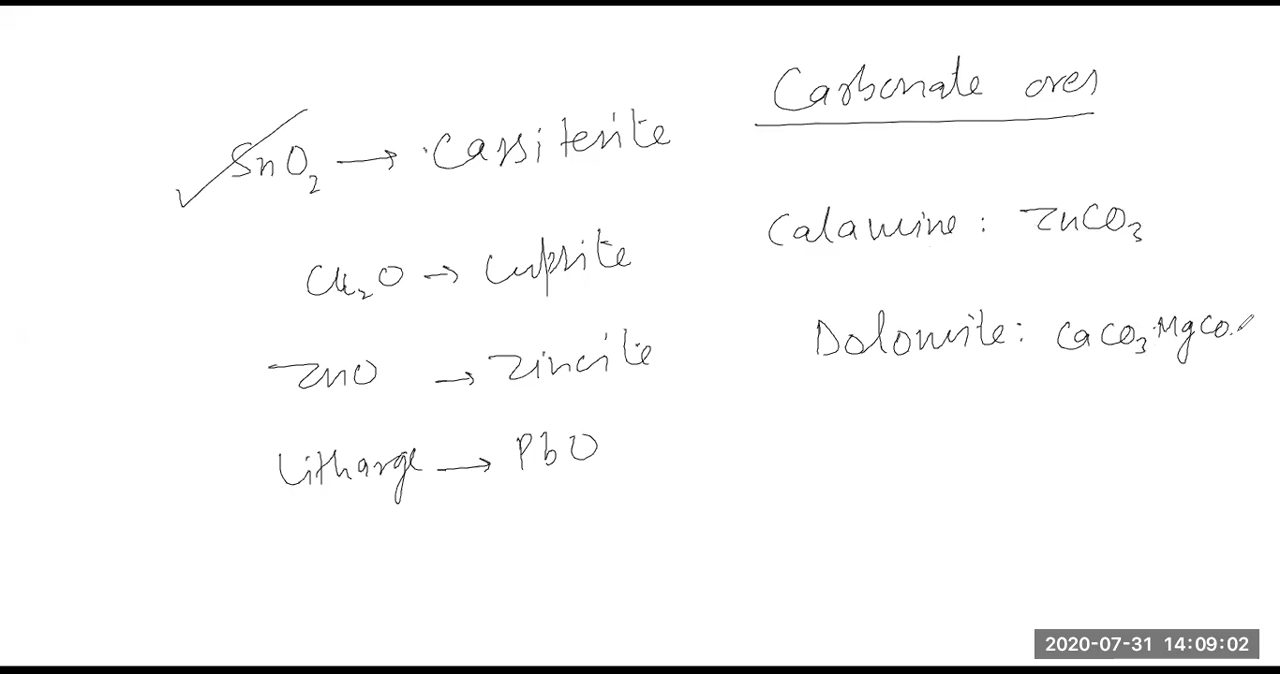 SnO₂ → Cassiterite
Cu₂O → Cuprite
ZnO → Zincite
Litharge → PbO
Carbonate ores
Calamine : ZnCO₃
Dolomite : CaCO₃.MgCO
2020-07-31 14:09:02